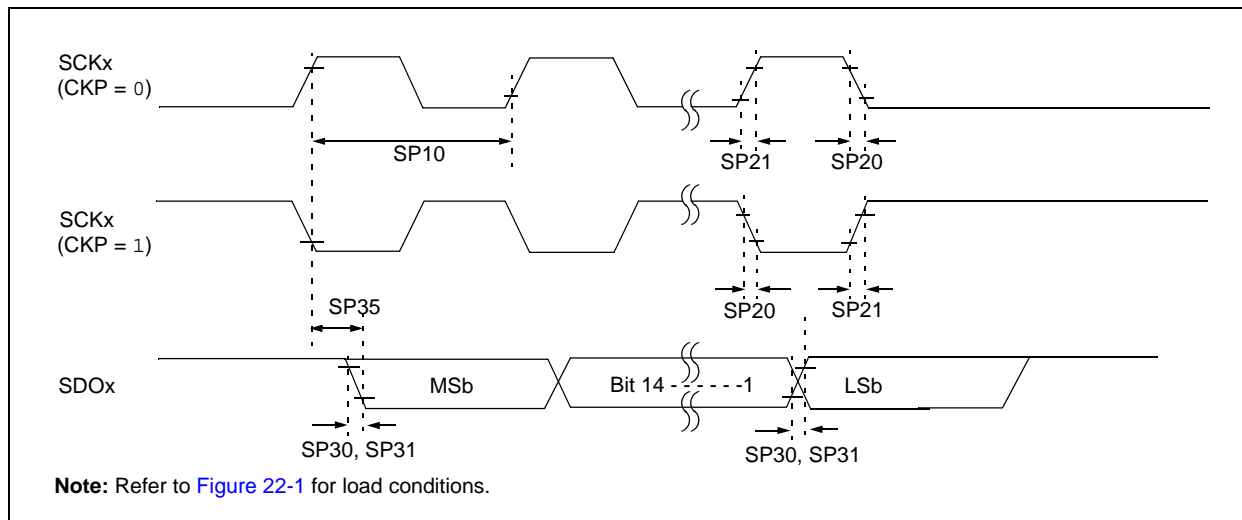 SCKx
(CKP = 0)
SP10
SP21
SP20
SCKx
(CKP = 1)
SP35
SP20
SP21
SDOx
MSb
Bit 14 - - - - - -1
LSb
SP30, SP31
SP30, SP31
Note: Refer to Figure 22-1 for load conditions.